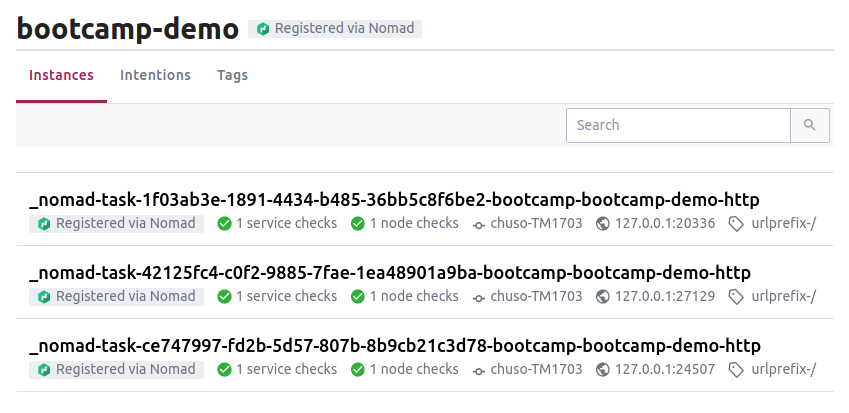 bootcamp-demo Registered via Nomad
Instances Intentions Tags
Search
_nomad-task-1f03ab3e-1891-4434-b485-36bb5c8f6be2-bootcamp-bootcamp-demo-http
Registered via Nomad 1 service checks 1 node checks chuso-TM1703 127.0.0.1:20336 urlprefix-/
_nomad-task-42125fc4-c0f2-9885-7fae-1ea48901a9ba-bootcamp-bootcamp-demo-http
Registered via Nomad 1 service checks 1 node checks chuso-TM1703 127.0.0.1:27129 urlprefix-/
_nomad-task-ce747997-fd2b-5d57-807b-8b9cb21c3d78-bootcamp-bootcamp-demo-http
Registered via Nomad 1 service checks 1 node checks chuso-TM1703 127.0.0.1:24507 urlprefix-/